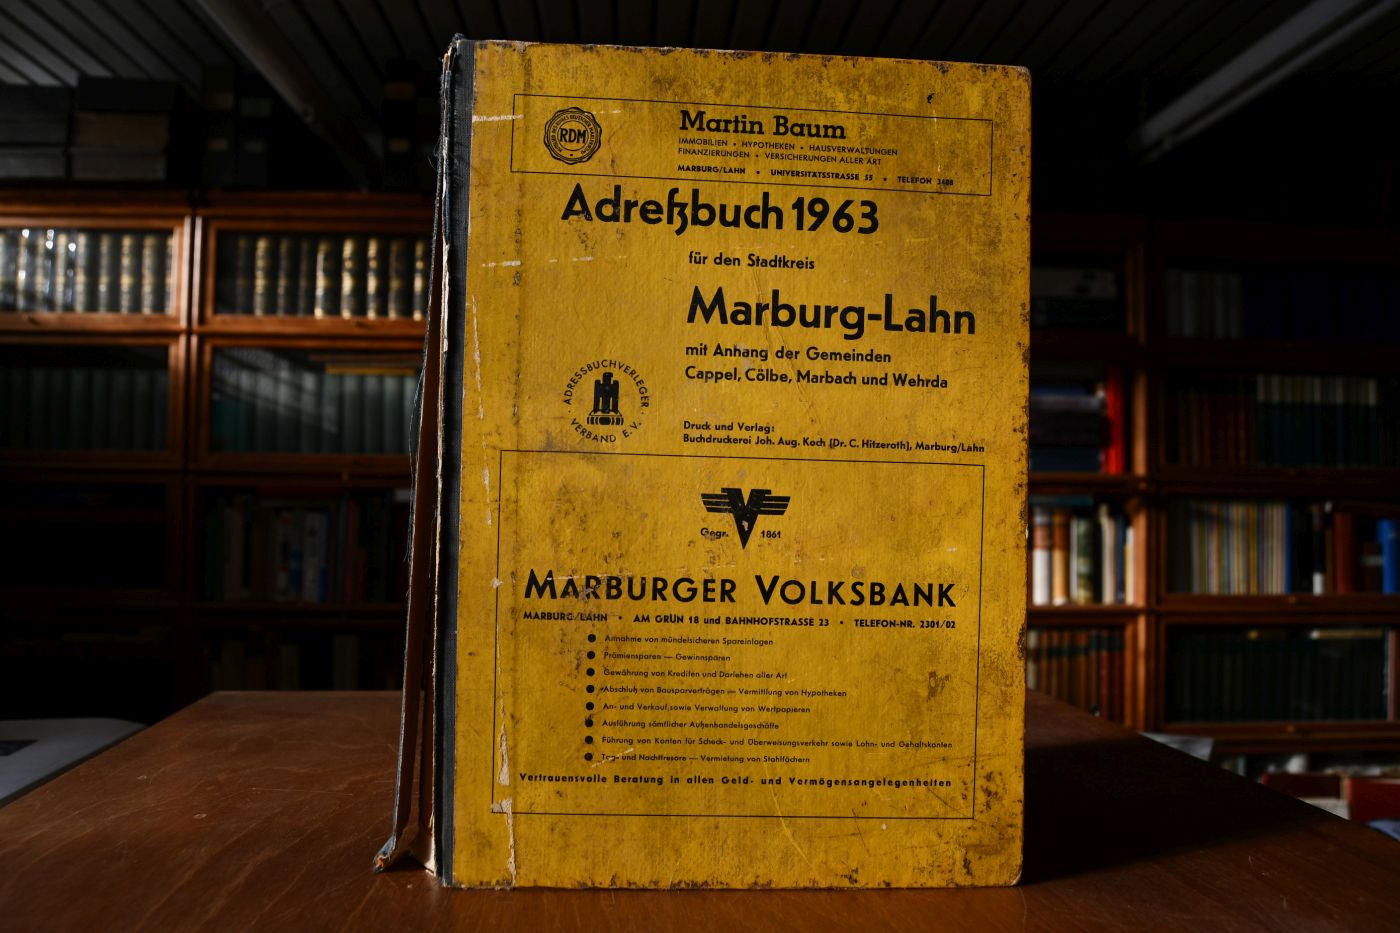 RDM
Martin Baum
IMMOBILIEN • HYPOTHEKEN • HAUSVERWALTUNGEN
FINANZIERUNGEN • VERSICHERUNGEN ALLER ART
MARBURG/LAHN • UNIVERSITÄTSSTRASSE 55 • TELEFON 3488
Adreßbuch 1963
für den Stadtkreis
Marburg-Lahn
mit Anhang der Gemeinden
Cappel, Cölbe, Marbach und Wehrda
ADRESSBUCHVERLEGER
VERBAND E.V.
Druck und Verlag:
Buchdruckerei Joh. Aug. Koch (Dr. C. Hitzeroth), Marburg/Lahn
V
Gegr. 1861
MARBURGER VOLKSBANK
MARBURG/LAHN • AM GRÜN 18 und BAHNHOFSTRASSE 23 • TELEFON-NR. 2301/02
● Annahme von mündelsicheren Spareinlagen
● Prämiensparen — Gewinnsparen
● Gewährung von Krediten und Darlehen aller Art
● Abschluß von Bausparverträgen — Vermittlung von Hypotheken
● An- und Verkauf sowie Verwaltung von Wertpapieren
● Ausführung sämtlicher Außenhandelsgeschäfte
● Führung von Konten für Scheck- und Überweisungsverkehr sowie Lohn- und Gehaltskonten
● Tag- und Nachttresore — Vermietung von Stahlfächern
Vertrauensvolle Beratung in allen Geld- und Vermögensangelegenheiten